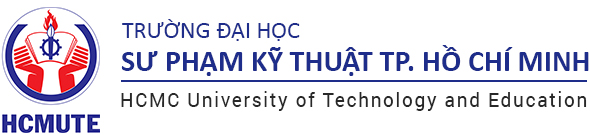 TRƯỜNG ĐẠI HỌC
SƯ PHẠM KỸ THUẬT TP. HỒ CHÍ MINH
HCMC University of Technology and Education
HCMUTE